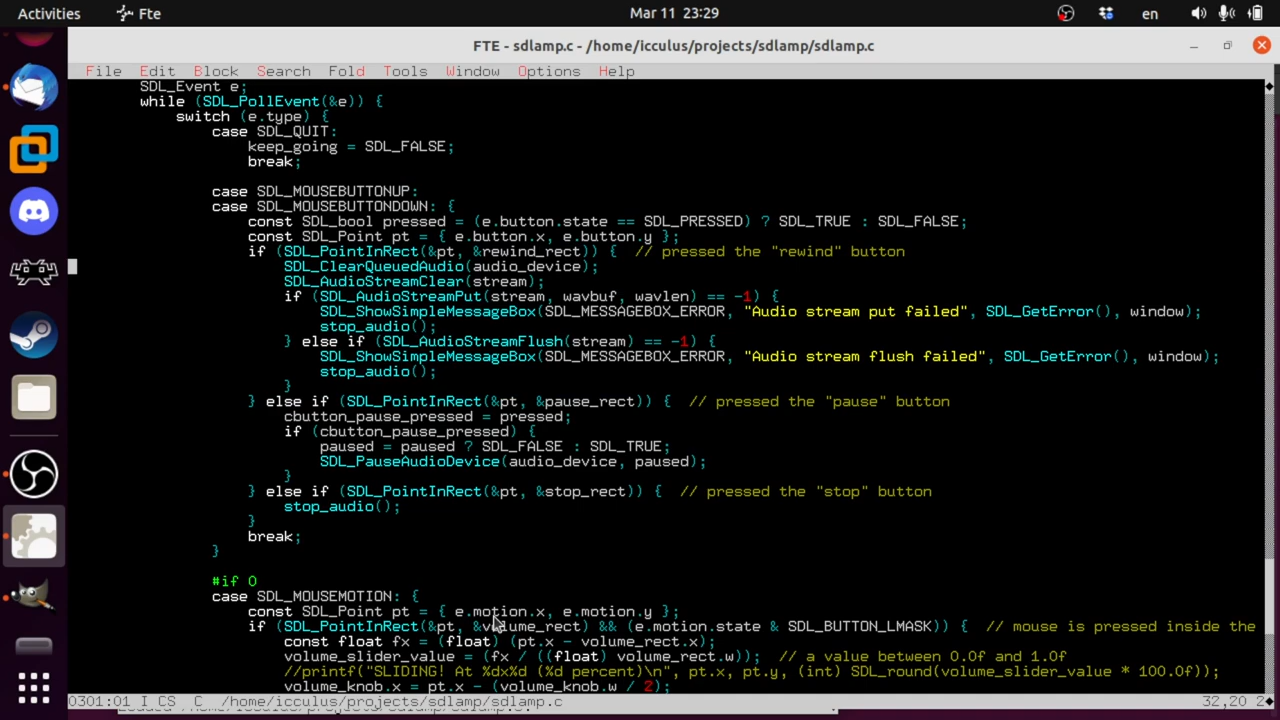 Activities Fte Mar 11 23:29 en
FTE - sdlamp.c - /home/icculus/projects/sdlamp/sdlamp.c
File Edit Block Search Fold Tools Window Options Help
SDL_Event e;
while (SDL_PollEvent(&e)) {
switch (e.type) {
case SDL_QUIT:
keep_going = SDL_FALSE;
break;
case SDL_MOUSEBUTTONUP:
case SDL_MOUSEBUTTONDOWN: {
const SDL_bool pressed = (e.button.state == SDL_PRESSED) ? SDL_TRUE : SDL_FALSE;
const SDL_Point pt = { e.button.x, e.button.y };
if (SDL_PointInRect(&pt, &rewind_rect)) { // pressed the "rewind" button
SDL_ClearQueuedAudio(audio_device);
SDL_AudioStreamClear(stream);
if (SDL_AudioStreamPut(stream, wavbuf, wavlen) == -1) {
SDL_ShowSimpleMessageBox(SDL_MESSAGEBOX_ERROR, "Audio stream put failed", SDL_GetError(), window);
stop_audio();
} else if (SDL_AudioStreamFlush(stream) == -1) {
SDL_ShowSimpleMessageBox(SDL_MESSAGEBOX_ERROR, "Audio stream flush failed", SDL_GetError(), window);
stop_audio();
}
} else if (SDL_PointInRect(&pt, &pause_rect)) { // pressed the "pause" button
cbutton_pause_pressed = pressed;
if (cbutton_pause_pressed) {
paused = paused ? SDL_FALSE : SDL_TRUE;
SDL_PauseAudioDevice(audio_device, paused);
}
} else if (SDL_PointInRect(&pt, &stop_rect)) { // pressed the "stop" button
stop_audio();
}
break;
}
#if 0
case SDL_MOUSEMOTION: {
const SDL_Point pt = { e.motion.x, e.motion.y };
if (SDL_PointInRect(&pt, &volume_rect) && (e.motion.state & SDL_BUTTON_LMASK)) { // mouse is pressed inside the
const float fx = (float) (pt.x - volume_rect.x);
volume_slider_value = (fx / ((float) volume_rect.w)); // a value between 0.0f and 1.0f
//printf("SLIDING! At %dx%d (%d percent)\n", pt.x, pt.y, (int) SDL_round(volume_slider_value * 100.0f));
volume_knob.x = pt.x - (volume_knob.w / 2);
0301:01 I CS C /home/icculus/projects/sdlamp/sdlamp.c 32,20 2